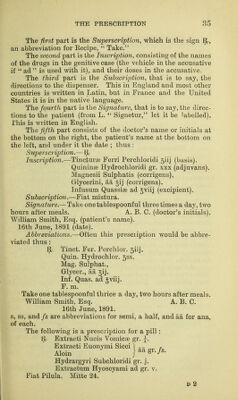 THE PRESCRIPTION 35
The first part is the Superscription, which is the sign ℞,
an abbreviation for Recipe, "Take."
The second part is the Inscription, consisting of the names
of the drugs in the genitive case (the vehicle in the accusative
if "ad" is used with it), and their doses in the accusative.
The third part is the Subscription, that is to say, the
directions to the dispenser. This in England and most other
countries is written in Latin, but in France and the United
States it is in the native language.
The fourth part is the Signature, that is to say, the direc-
tions to the patient (from L. "Signetur," let it be labelled).
This is written in English.
The fifth part consists of the doctor's name or initials at
the bottom on the right, the patient's name at the bottom on
the left, and under it the date; thus:
Superscription.—℞.
Inscription.—Tincturæ Ferri Perchloridi ʒiij (basis).
Quininæ Hydrochloridi gr. xxx (adjuvans).
Magnesii Sulphatis (corrigens).
Glycerini, āā ʒij (corrigens).
Infusum Quassiæ ad ℥viij (excipient).
Subscription.—Fiat mistura.
Signature.—Take one tablespoonful three times a day, two
hours after meals. A. B. C. (doctor's initials).
William Smith, Esq. (patient's name).
16th June, 1891 (date).
Abbreviations.—Often this prescription would be abbre-
viated thus:
℞. Tinct. Fer. Perchlor. ʒiij.
Quin. Hydrochlor. ʒss.
Mag. Sulphat.,
Glycer., āā ʒij.
Inf. Quas. ad ℥viij.
F. m.
Take one tablespoonful thrice a day, two hours after meals.
William Smith, Esq. A. B. C.
16th June, 1891.
s, ss, and fs are abbreviations for semi, a half, and āā for ana,
of each.
The following is a prescription for a pill:
℞. Extracti Nucis Vomicæ gr. ¼.
Extracti Euonymi Sicci } āā gr. fs.
Aloin
Hydrargyri Subchloridi gr. j.
Extractum Hyoscyami ad gr. v.
Fiat Pilula. Mitte 24.
D 2